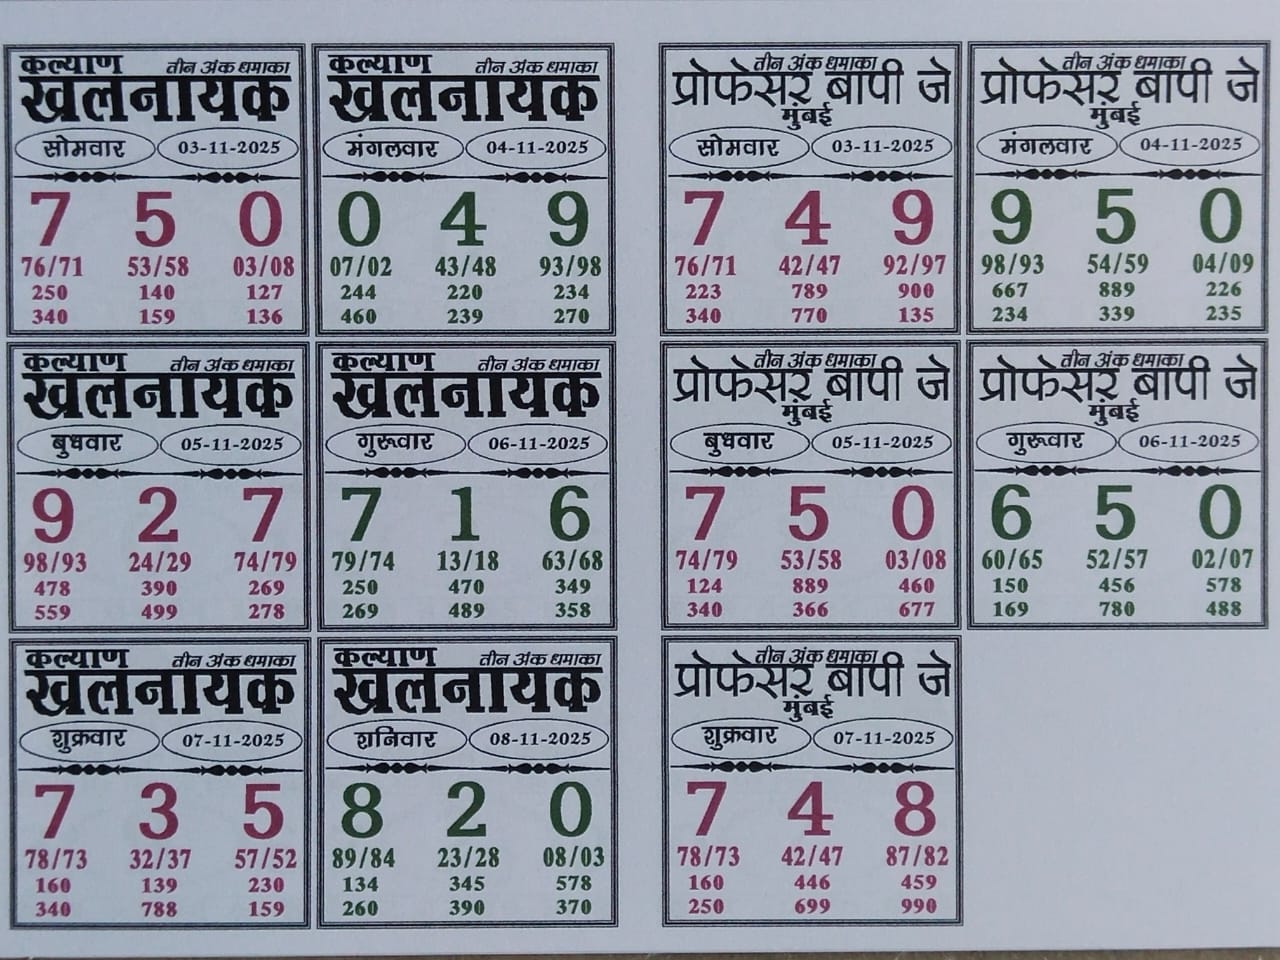 कल्याण तीन अंक धमाका
खलनायक
सोमवार 03-11-2025
7 5 0
76/71 53/58 03/08
250 140 127
340 159 136
कल्याण तीन अंक धमाका
खलनायक
मंगलवार 04-11-2025
0 4 9
07/02 43/48 93/98
244 220 234
460 239 270
तीन अंक धमाका
प्रोफेसर बापी जे
मुंबई
सोमवार 03-11-2025
7 4 9
76/71 42/47 92/97
223 789 900
340 770 135
तीन अंक धमाका
प्रोफेसर बापी जे
मुंबई
मंगलवार 04-11-2025
9 5 0
98/93 54/59 04/09
667 889 226
234 339 235
कल्याण तीन अंक धमाका
खलनायक
बुधवार 05-11-2025
9 2 7
98/93 24/29 74/79
478 390 269
559 499 278
कल्याण तीन अंक धमाका
खलनायक
गुरूवार 06-11-2025
7 1 6
79/74 13/18 63/68
250 470 349
269 489 358
तीन अंक धमाका
प्रोफेसर बापी जे
मुंबई
बुधवार 05-11-2025
7 5 0
74/79 53/58 03/08
124 889 460
340 366 677
तीन अंक धमाका
प्रोफेसर बापी जे
मुंबई
गुरूवार 06-11-2025
6 5 0
60/65 52/57 02/07
150 456 578
169 780 488
कल्याण तीन अंक धमाका
खलनायक
शुक्रवार 07-11-2025
7 3 5
78/73 32/37 57/52
160 139 230
340 788 159
कल्याण तीन अंक धमाका
खलनायक
शनिवार 08-11-2025
8 2 0
89/84 23/28 08/03
134 345 578
260 390 370
तीन अंक धमाका
प्रोफेसर बापी जे
मुंबई
शुक्रवार 07-11-2025
7 4 8
78/73 42/47 87/82
160 446 459
250 699 990